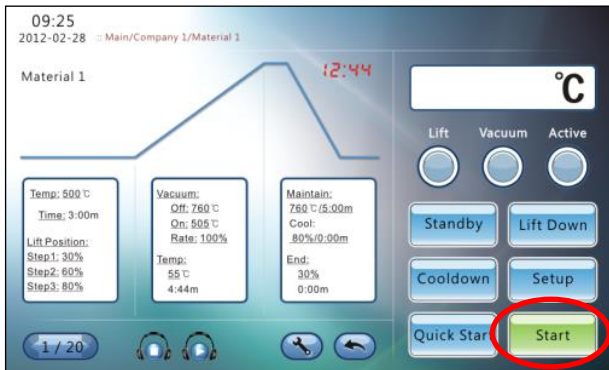 09:25
2012-02-28 :: Main/Company 1/Material 1
Material 1
12:44
℃
Lift Vacuum Active
Temp: 500℃
Time: 3:00m
Lift Position:
Step1: 30%
Step2: 60%
Step3: 80%
Vacuum:
Off: 760℃
On: 505℃
Rate: 100%
Temp:
55℃
4:44m
Maintain:
760℃/5:00m
Cool:
80%/0:00m
End:
30%
0:00m
Standby
Lift Down
Cooldown
Setup
Quick Star
Start
1 / 20